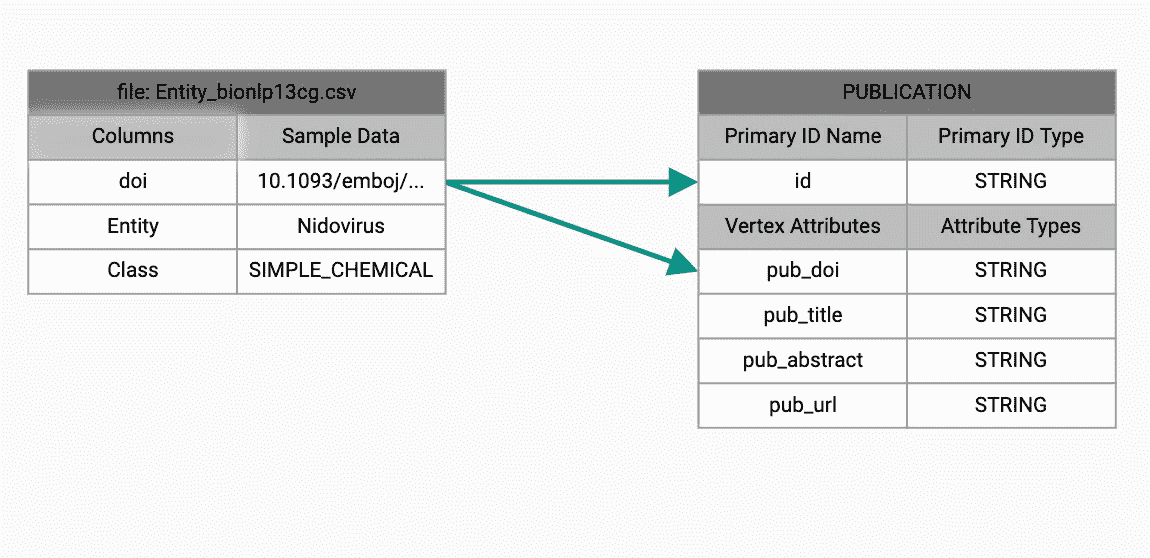 file: Entity_bionlp13cg.csv
Columns Sample Data
doi 10.1093/emboj/...
Entity Nidovirus
Class SIMPLE_CHEMICAL
PUBLICATION
Primary ID Name Primary ID Type
id STRING
Vertex Attributes Attribute Types
pub_doi STRING
pub_title STRING
pub_abstract STRING
pub_url STRING